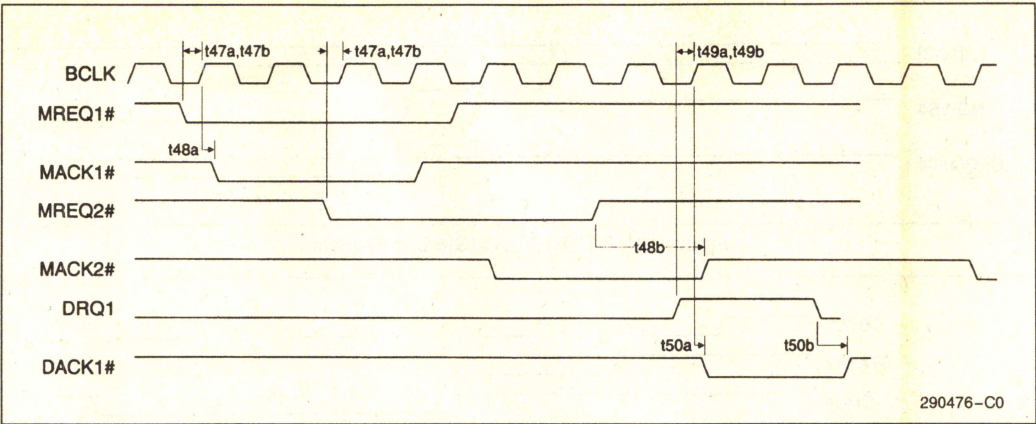 t47a,t47b t47a,t47b t49a,t49b
BCLK
MREQ1#
t48a
MACK1#
MREQ2#
t48b
MACK2#
DRQ1
t50a t50b
DACK1#
290476-C0